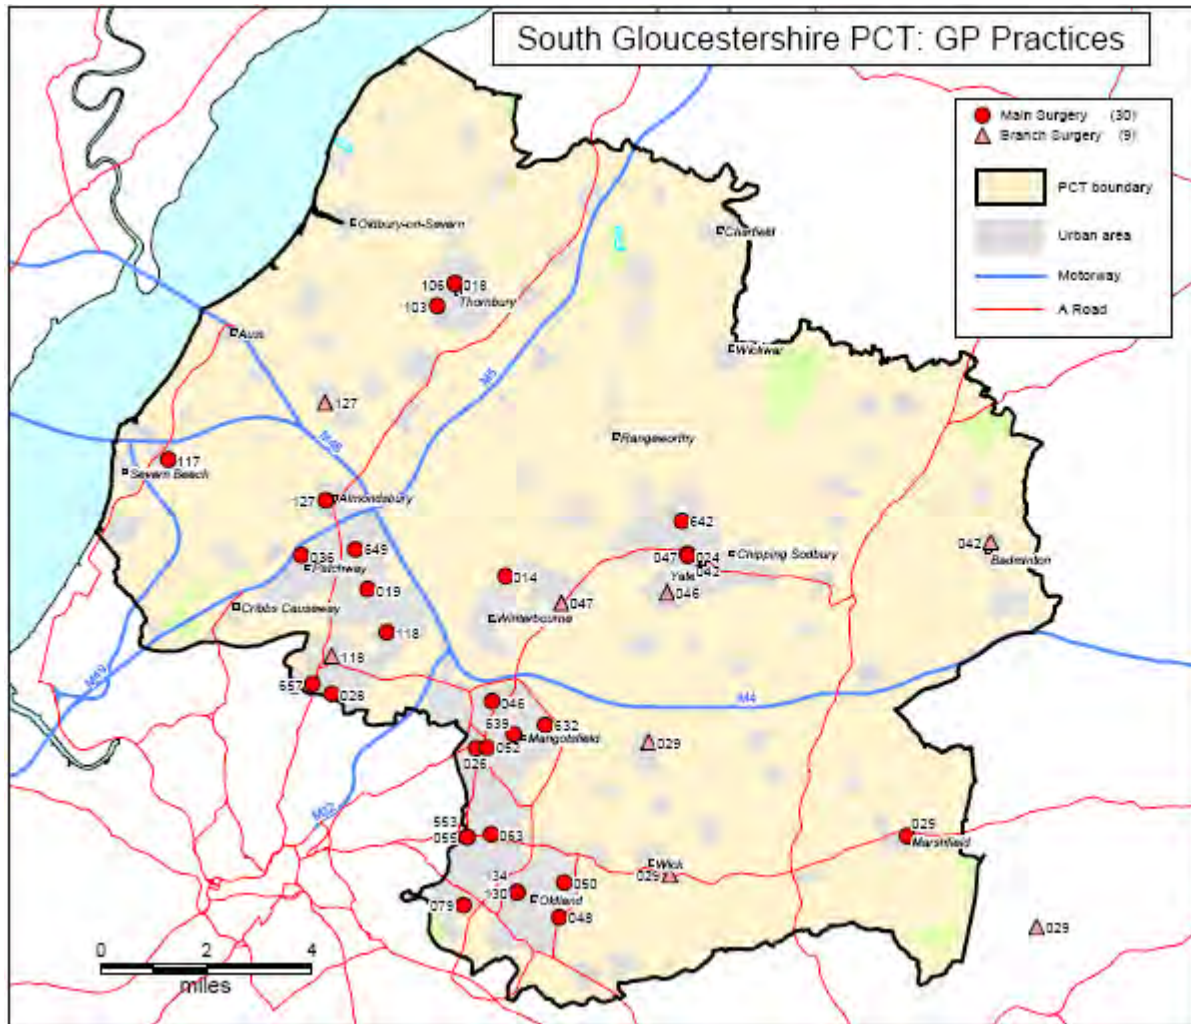 South Gloucestershire PCT: GP Practices
Main Surgery (30)
Branch Surgery (9)
PCT boundary
Urban area
Motorway
A Road
Oldbury-on-Severn
Charfield
106 018
103 Thornbury
Aust
Wickwar
M5
127
M48
Rangeworthy
117
Severn Beech
127 Almondsbury
642
036 649
Patchway
047 024 Chipping Sodbury
042
Yate
042
Badminton
014
019
047
046
Cribbs Causeway
Winterbourne
118
118
M49
657
028
M4
046
639 632
Mangotsfield
026 052
029
M32
553
055 063
029
Marshfield
Wich
029
134
130
050
079
Oldland
048
029
0 2 4
miles